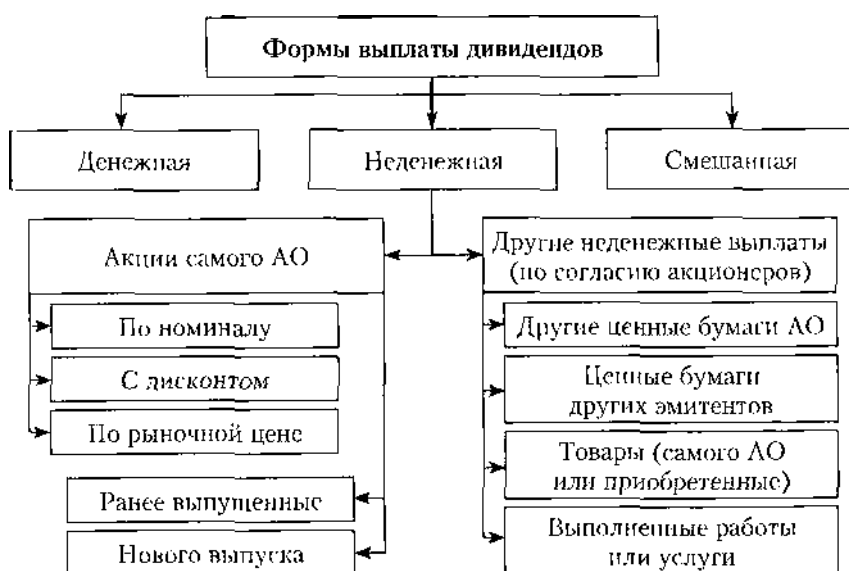 Формы выплаты дивидендов
Денежная
Неденежная
Смешанная
Акции самого АО
По номиналу
С дисконтом
По рыночной цене
Ранее выпущенные
Нового выпуска
Другие неденежные выплаты
(по согласию акционеров)
Другие ценные бумаги АО
Ценные бумаги
других эмитентов
Товары (самого АО
или приобретенные)
Выполненные работы
или услуги